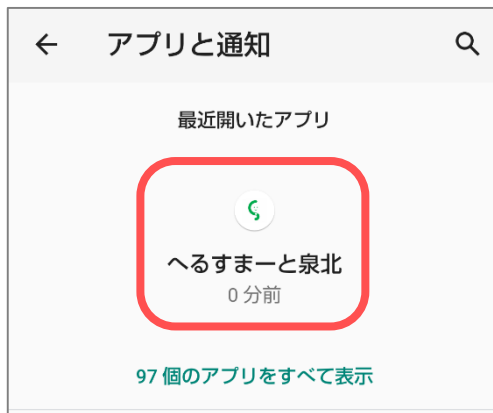 アプリと通知
最近開いたアプリ
へるすまーと泉北
0 分前
97 個のアプリをすべて表示